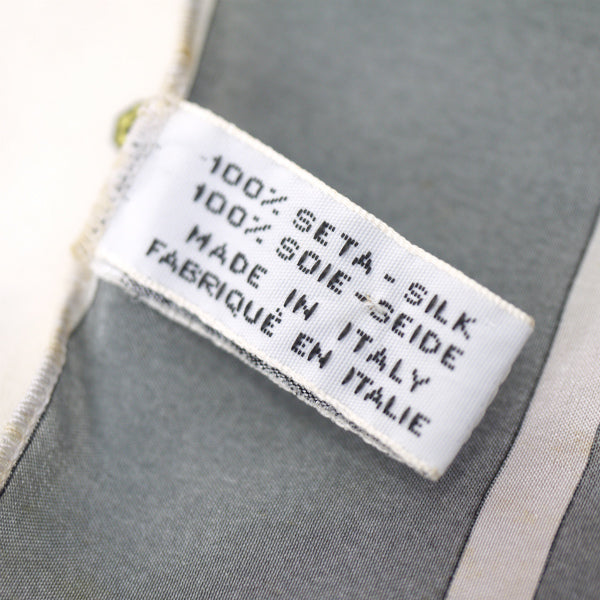 100% SETA - SILK
100% SOIE-SEIDE
MADE IN ITALY
FABRIQUÉ EN ITALIE